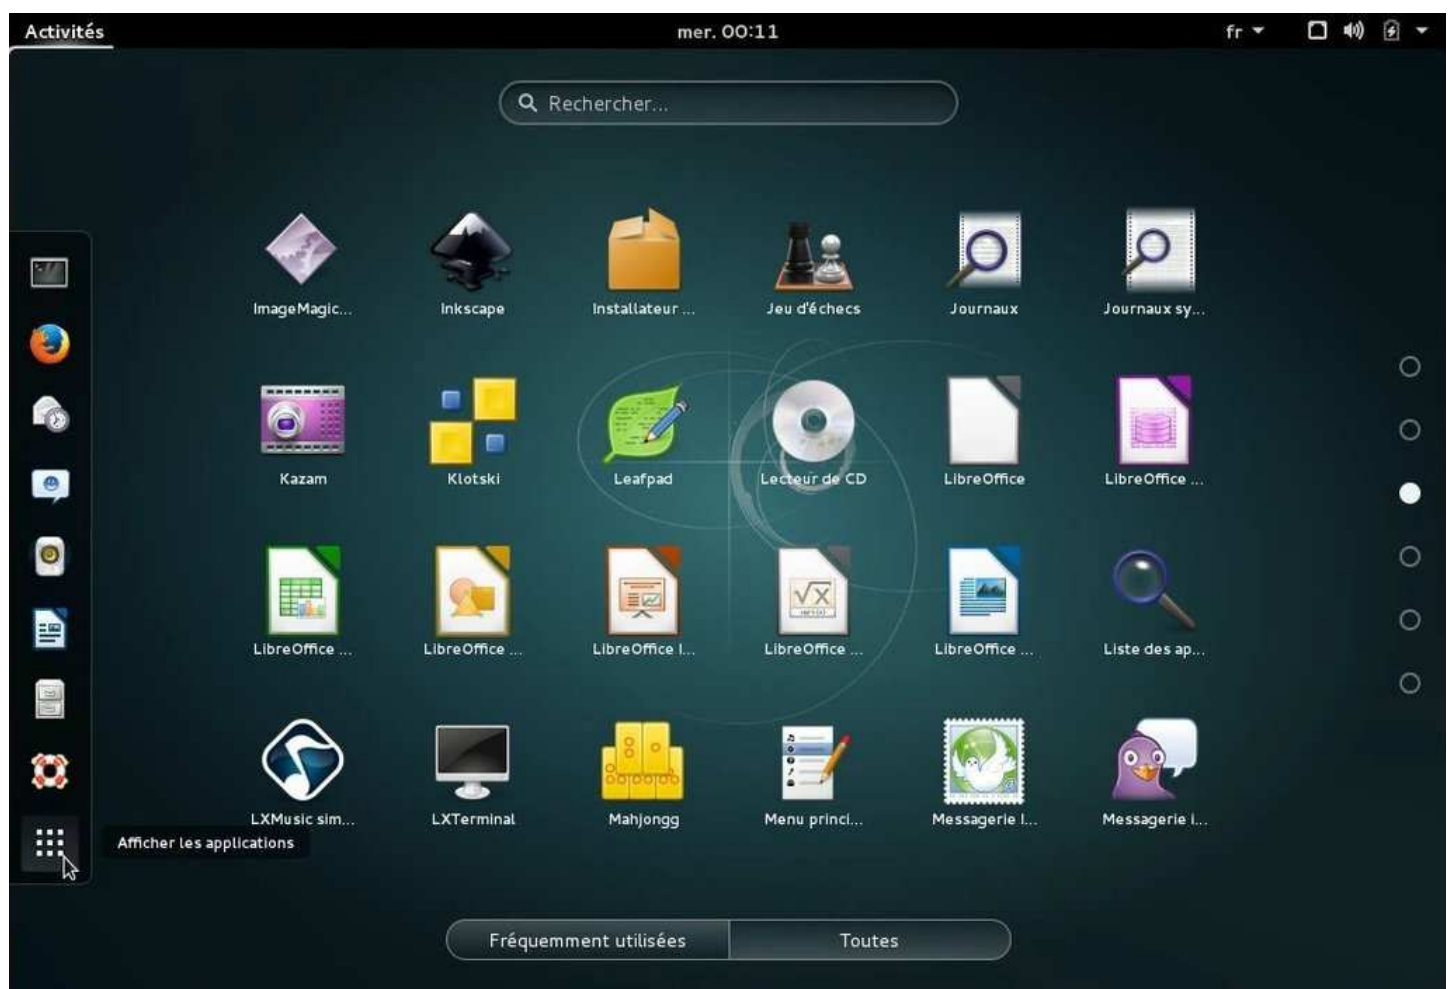 Activités
mer. 00:11
fr
Rechercher...
ImageMagic...
Inkscape
Installateur ...
Jeu d'échecs
Journaux
Journaux sy...
Kazam
Klotski
Leafpad
Lecteur de CD
LibreOffice
LibreOffice ...
LibreOffice ...
LibreOffice ...
LibreOffice I...
LibreOffice ...
LibreOffice ...
Liste des ap...
LXMusic sim...
LXTerminal
Mahjongg
Menu princi...
Messagerie I...
Messagerie i...
Afficher les applications
Fréquemment utilisées
Toutes